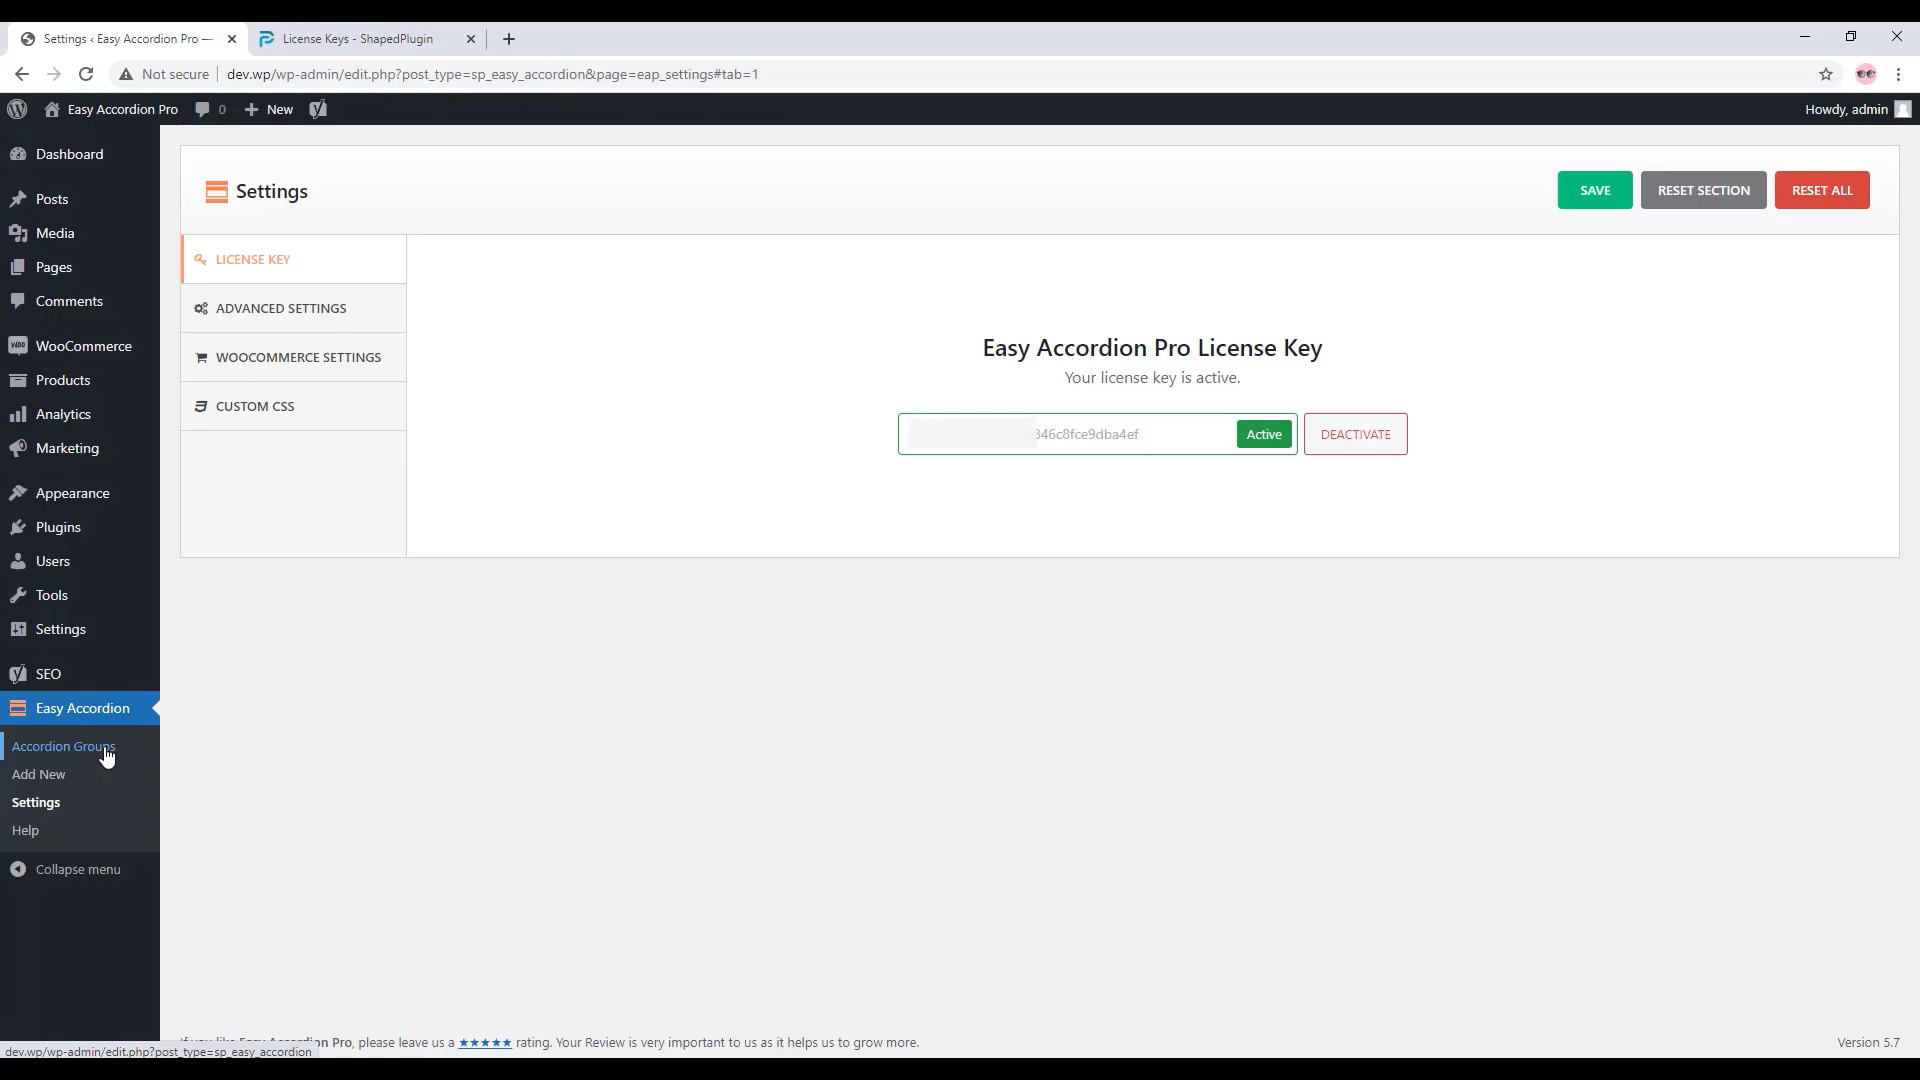 Settings ‹ Easy Accordion Pro —
License Keys - ShapedPlugin
Not secure
dev.wp/wp-admin/edit.php?post_type=sp_easy_accordion&page=eap_settings#tab=1
Easy Accordion Pro
0
New
Howdy, admin
Dashboard
Posts
Media
Pages
Comments
WooCommerce
Products
Analytics
Marketing
Appearance
Plugins
Users
Tools
Settings
SEO
Easy Accordion
Accordion Groups
Add New
Settings
Help
Collapse menu
Settings
SAVE
RESET SECTION
RESET ALL
LICENSE KEY
ADVANCED SETTINGS
WOOCOMMERCE SETTINGS
CUSTOM CSS
Easy Accordion Pro License Key
Your license key is active.
346c8fce9dba4ef
Active
DEACTIVATE
Pro, please leave us a ★★★★★ rating. Your Review is very important to us as it helps us to grow more.
Version 5.7
dev.wp/wp-admin/edit.php?post_type=sp_easy_accordion